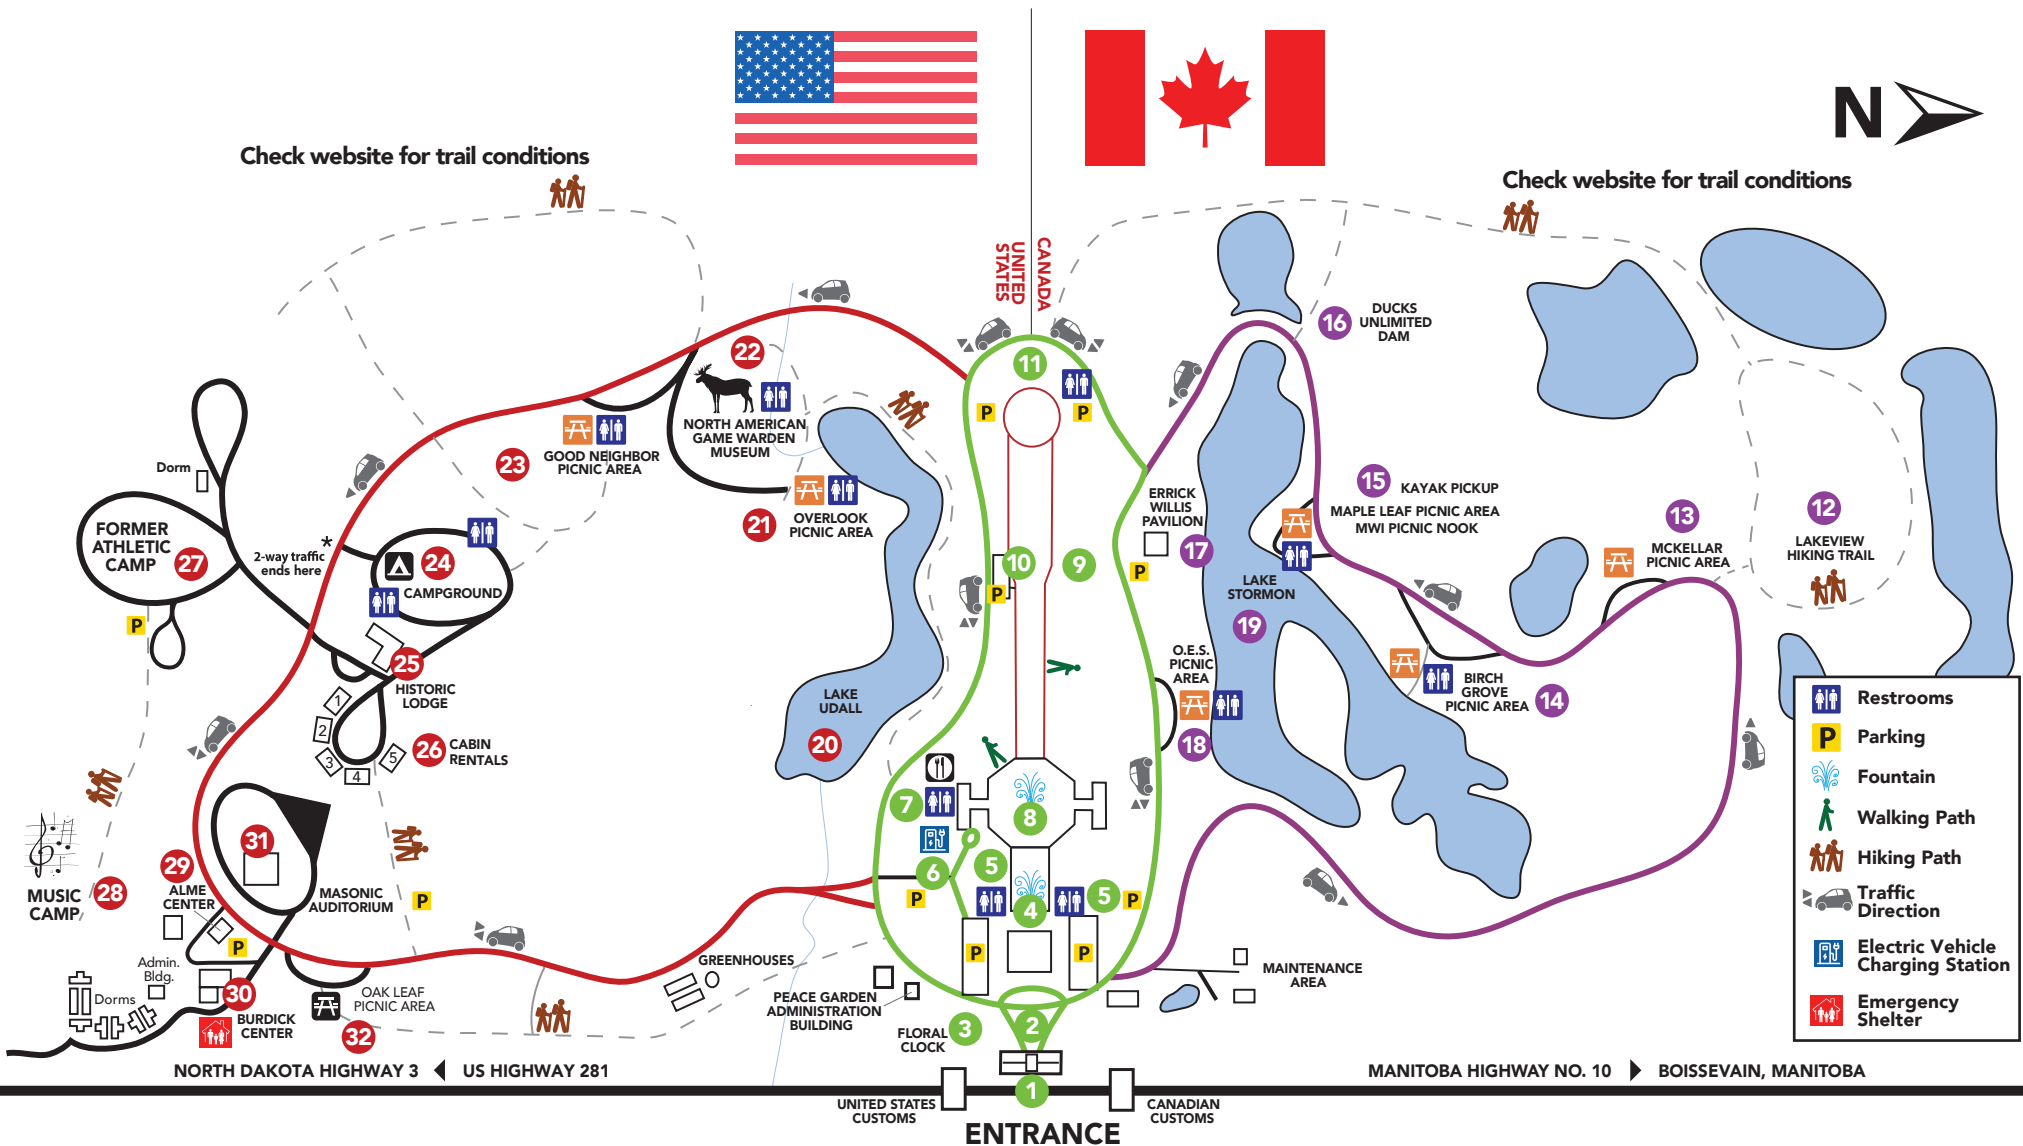 N
Check website for trail conditions
Check website for trail conditions
UNITED
STATES
CANADA
16
DUCKS
UNLIMITED
DAM
11
22
P
P
NORTH AMERICAN
GAME WARDEN
MUSEUM
23
GOOD NEIGHBOR
PICNIC AREA
Dorm
15
KAYAK PICKUP
MAPLE LEAF PICNIC AREA
MWI PICNIC NOOK
ERRICK
WILLIS
PAVILION
17
13
MCKELLAR
PICNIC AREA
12
LAKEVIEW
HIKING TRAIL
21
OVERLOOK
PICNIC AREA
FORMER
ATHLETIC
CAMP
27
*
2-way traffic
ends here
24
CAMPGROUND
10
9
P
P
LAKE
STORMON
19
P
25
HISTORIC
LODGE
O.E.S.
PICNIC
AREA
18
BIRCH
GROVE
PICNIC AREA
14
1
2
3
4
5
26
CABIN
RENTALS
LAKE
UDALL
20
7
8
Restrooms
P
Parking
Fountain
Walking Path
Hiking Path
Traffic
Direction
Electric Vehicle
Charging Station
Emergency
Shelter
31
29
ALME
CENTER
MASONIC
AUDITORIUM
P
6
5
5
P
4
P
MUSIC
CAMP
28
P
P
P
Admin.
Bldg.
Dorms
30
BURDICK
CENTER
OAK LEAF
PICNIC AREA
32
GREENHOUSES
PEACE GARDEN
ADMINISTRATION
BUILDING
FLORAL
CLOCK
3
2
MAINTENANCE
AREA
NORTH DAKOTA HIGHWAY 3
US HIGHWAY 281
MANITOBA HIGHWAY NO. 10
BOISSEVAIN, MANITOBA
1
UNITED STATES
CUSTOMS
CANADIAN
CUSTOMS
ENTRANCE